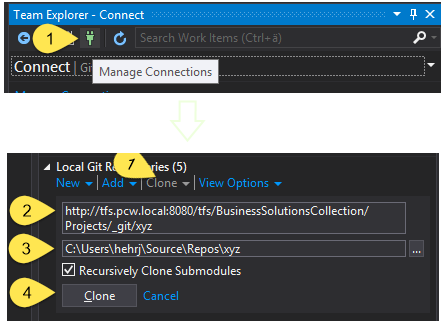 Team Explorer - Connect
1
Search Work Items (Ctrl+ä)
Connect | Gi
Manage Connections
Local Git Re ries (5)
1
New Add Clone View Options
2
http://tfs.pcw.local:8080/tfs/BusinessSolutionsCollection/
Projects/_git/xyz
3
C:\Users\hehrj\Source\Repos\xyz
...
Recursively Clone Submodules
4
Clone Cancel